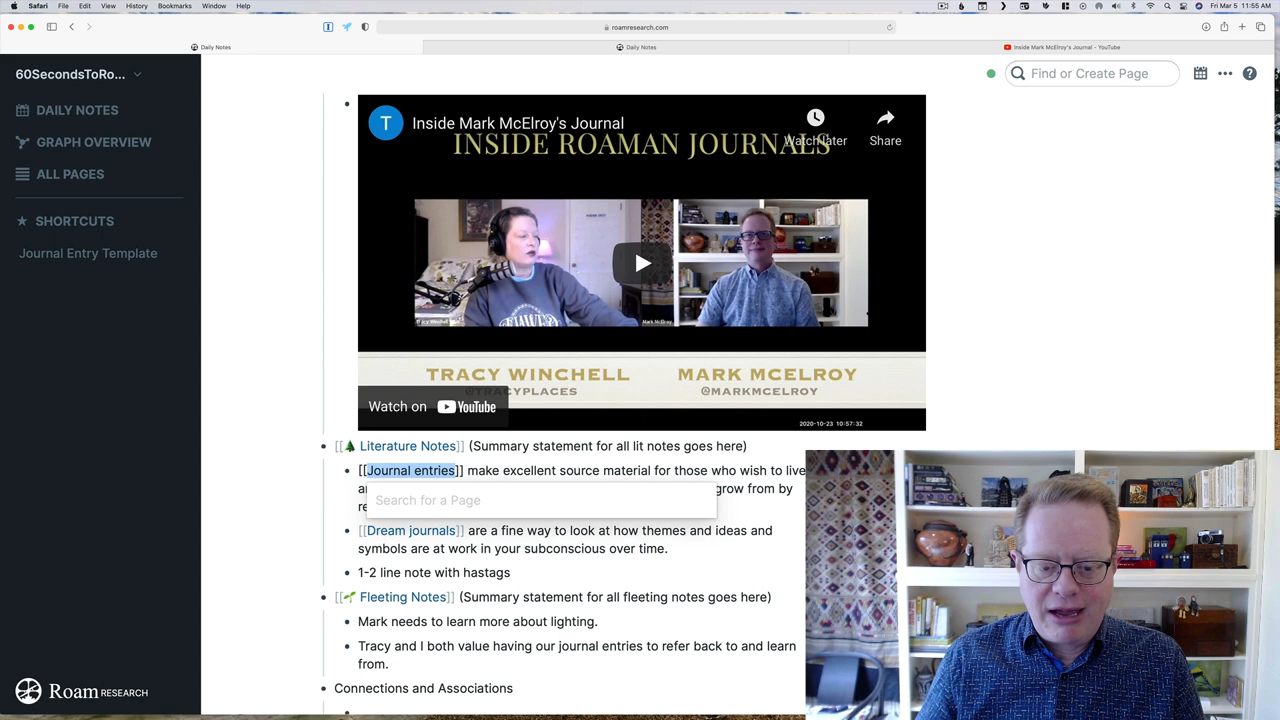 Safari File Edit View History Bookmarks Window Help Fri Mar 5 11:55 AM
roamresearch.com
Daily Notes Daily Notes Inside Mark McElroy's Journal - YouTube
60SecondsToRo...
Find or Create Page
DAILY NOTES
GRAPH OVERVIEW
ALL PAGES
SHORTCUTS
Journal Entry Template
T Inside Mark McElroy's Journal
Watch later Share
INSIDE ROAMAN JOURNALS
Mark McElroy
TRACY WINCHELL MARK MCELROY
@TRACYPLACES @MARKMCELROY
Watch on YouTube
2020-10-23 10:57:32
[[🌲 Literature Notes]] (Summary statement for all lit notes goes here)
[[Journal entries]] make excellent source material for those who wish to live
grow from by
Search for a Page
[[Dream journals]] are a fine way to look at how themes and ideas and
symbols are at work in your subconscious over time.
1-2 line note with hastags
[[🌱 Fleeting Notes]] (Summary statement for all fleeting notes goes here)
Mark needs to learn more about lighting.
Tracy and I both value having our journal entries to refer back to and learn
from.
Connections and Associations
Roam RESEARCH